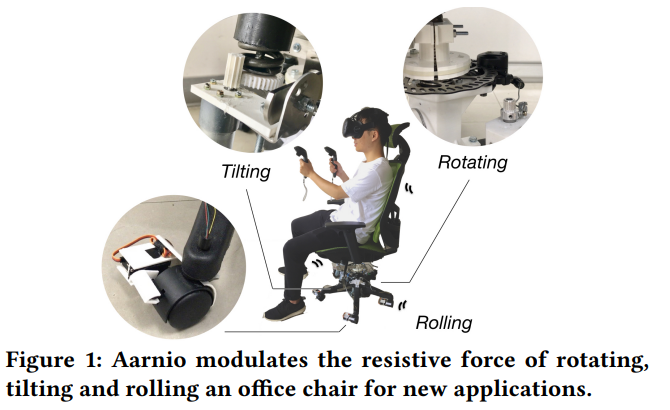 Tilting
Rotating
Rolling
Figure 1: Aarnio modulates the resistive force of rotating,
tilting and rolling an office chair for new applications.